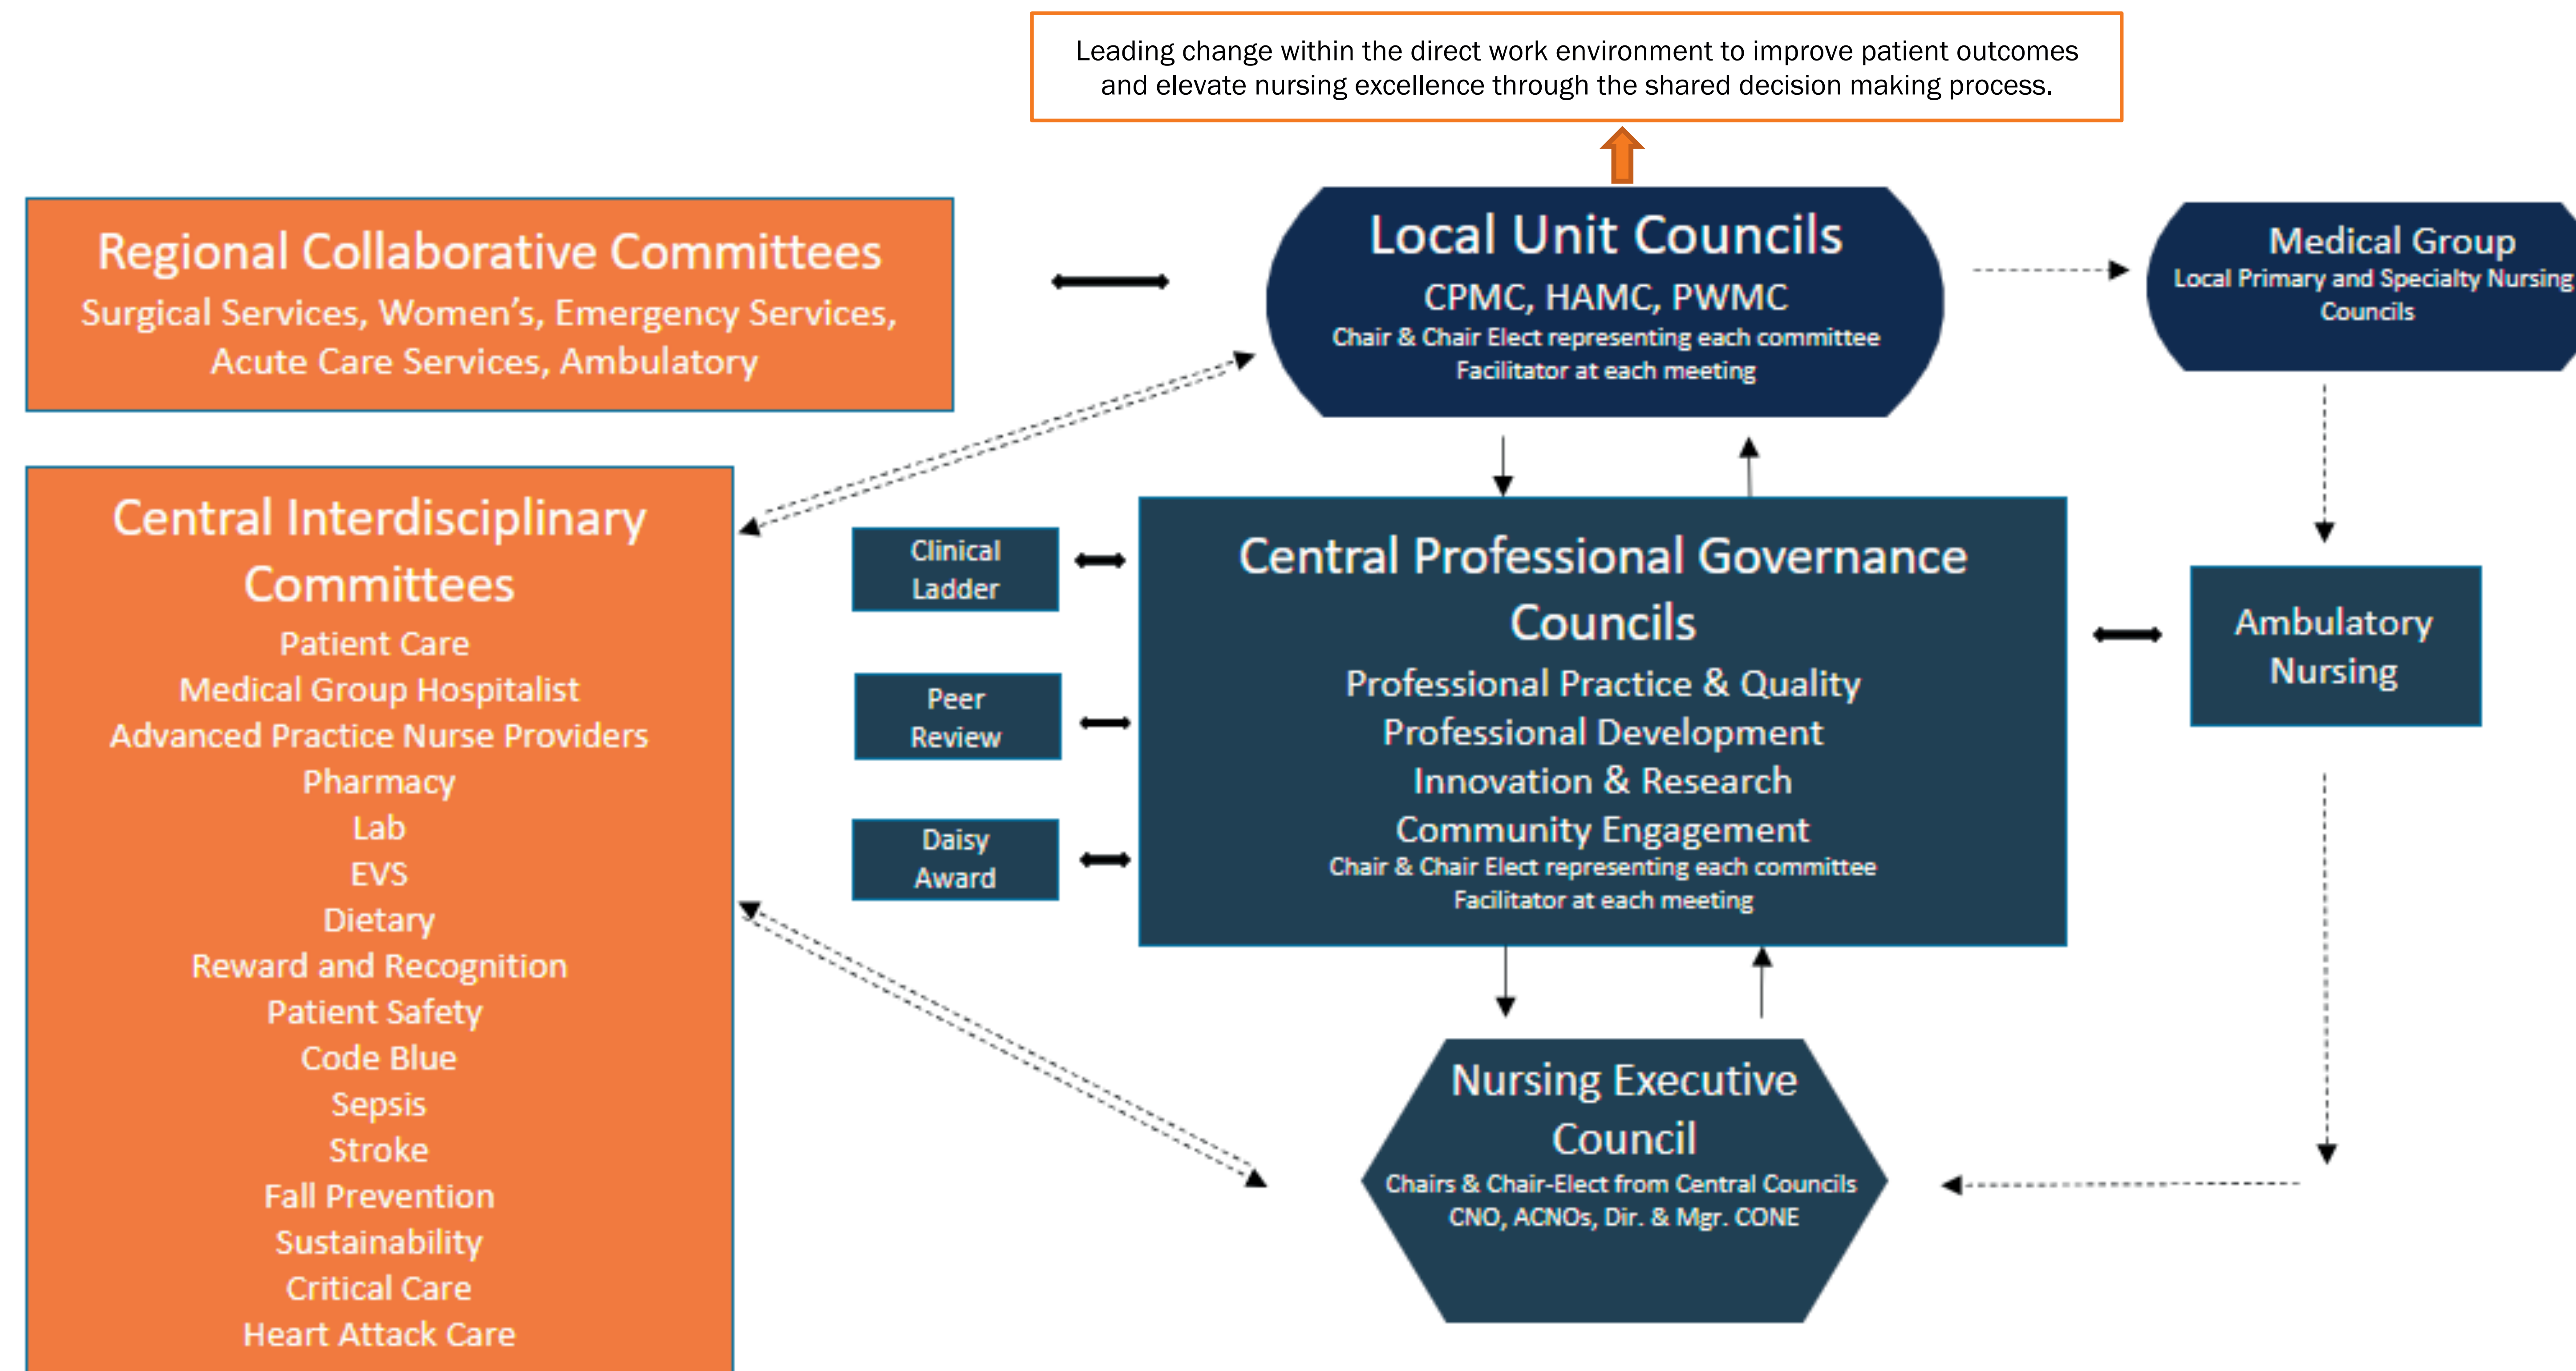 Leading change within the direct work environment to improve patient outcomes
and elevate nursing excellence through the shared decision making process.
Regional Collaborative Committees
Surgical Services, Women’s, Emergency Services,
Acute Care Services, Ambulatory
Local Unit Councils
CPMC, HAMC, PWMC
Chair & Chair Elect representing each committee
Facilitator at each meeting
Medical Group
Local Primary and Specialty Nursing
Councils
Central Interdisciplinary
Committees
Patient Care
Medical Group Hospitalist
Advanced Practice Nurse Providers
Pharmacy
Lab
EVS
Dietary
Reward and Recognition
Patient Safety
Code Blue
Sepsis
Stroke
Fall Prevention
Sustainability
Critical Care
Heart Attack Care
Clinical
Ladder
Peer
Review
Daisy
Award
Central Professional Governance
Councils
Professional Practice & Quality
Professional Development
Innovation & Research
Community Engagement
Chair & Chair Elect representing each committee
Facilitator at each meeting
Ambulatory
Nursing
Nursing Executive
Council
Chairs & Chair-Elect from Central Councils
CNO, ACNOs, Dir. & Mgr. CONE